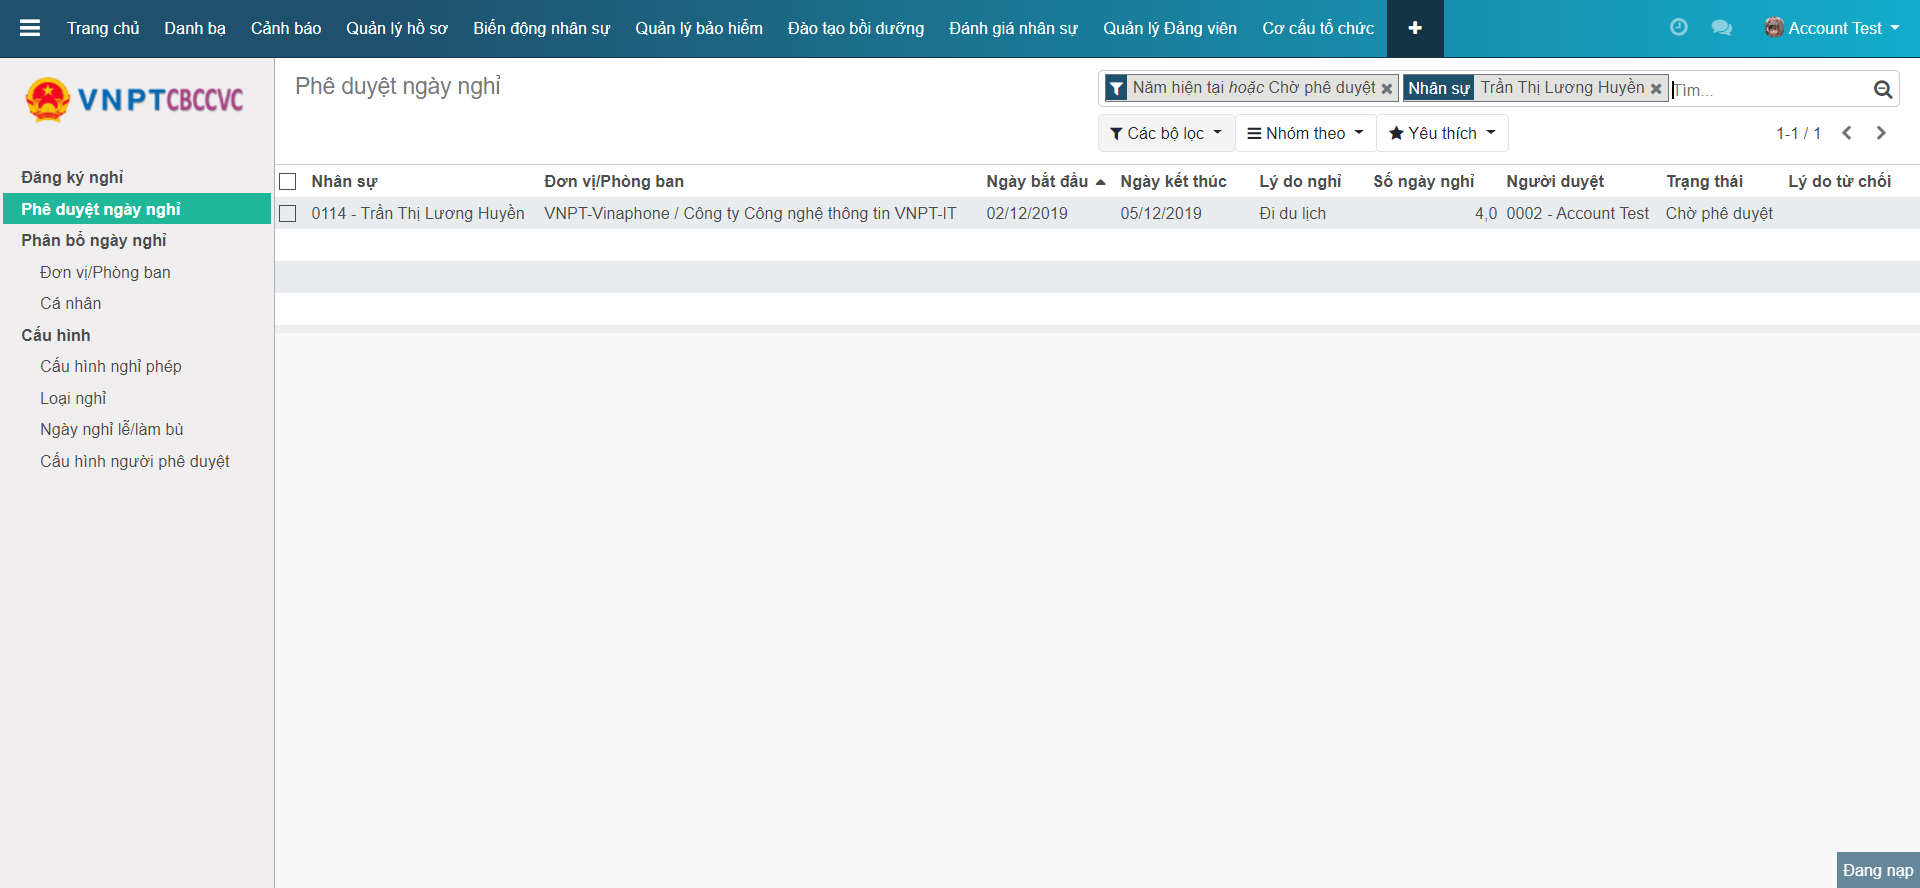 Trang chủ Danh bạ Cảnh báo Quản lý hồ sơ Biến động nhân sự Quản lý bảo hiểm Đào tạo bồi dưỡng Đánh giá nhân sự Quản lý Đảng viên Cơ cấu tổ chức Account Test
VNPTCBCCVC
Đăng ký nghỉ
Phê duyệt ngày nghỉ
Phân bổ ngày nghỉ
Đơn vị/Phòng ban
Cá nhân
Cấu hình
Cấu hình nghỉ phép
Loại nghỉ
Ngày nghỉ lễ/làm bù
Cấu hình người phê duyệt
Phê duyệt ngày nghỉ
Năm hiện tại hoặc Chờ phê duyệt Nhân sự Trần Thị Lương Huyền Tìm...
Các bộ lọc Nhóm theo Yêu thích 1-1 / 1
Nhân sự Đơn vị/Phòng ban Ngày bắt đầu Ngày kết thúc Lý do nghỉ Số ngày nghỉ Người duyệt Trạng thái Lý do từ chối
0114 - Trần Thị Lương Huyền VNPT-Vinaphone / Công ty Công nghệ thông tin VNPT-IT 02/12/2019 05/12/2019 Đi du lịch 4,0 0002 - Account Test Chờ phê duyệt
Đang nạp